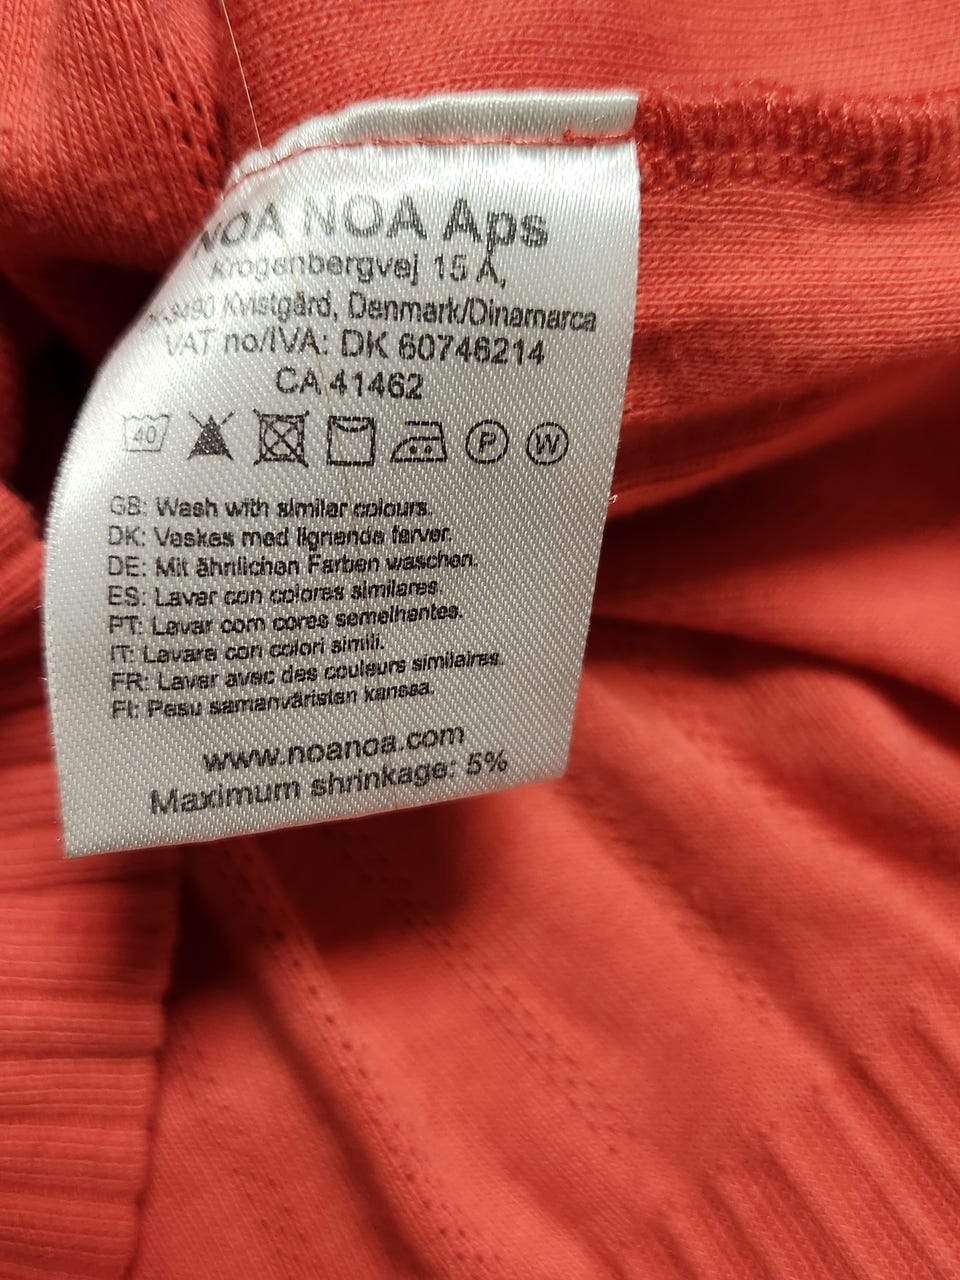 NOA NOA Aps
Krogenbergvej 15 A,
DK-3490 Kvistgård, Denmark/Dinamarca
VAT no/IVA: DK 60746214
CA 41462
40 P W
GB: Wash with similar colours.
DK: Vaskes med lignende farver.
DE: Mit ähnlichen Farben waschen.
ES: Lavar con colores similares.
PT: Lavar com cores semelhantes.
IT: Lavare con colori simili.
FR: Laver avec des couleurs similaires.
FI: Pesu samanväristen kanssa.
www.noanoa.com
Maximum shrinkage: 5%